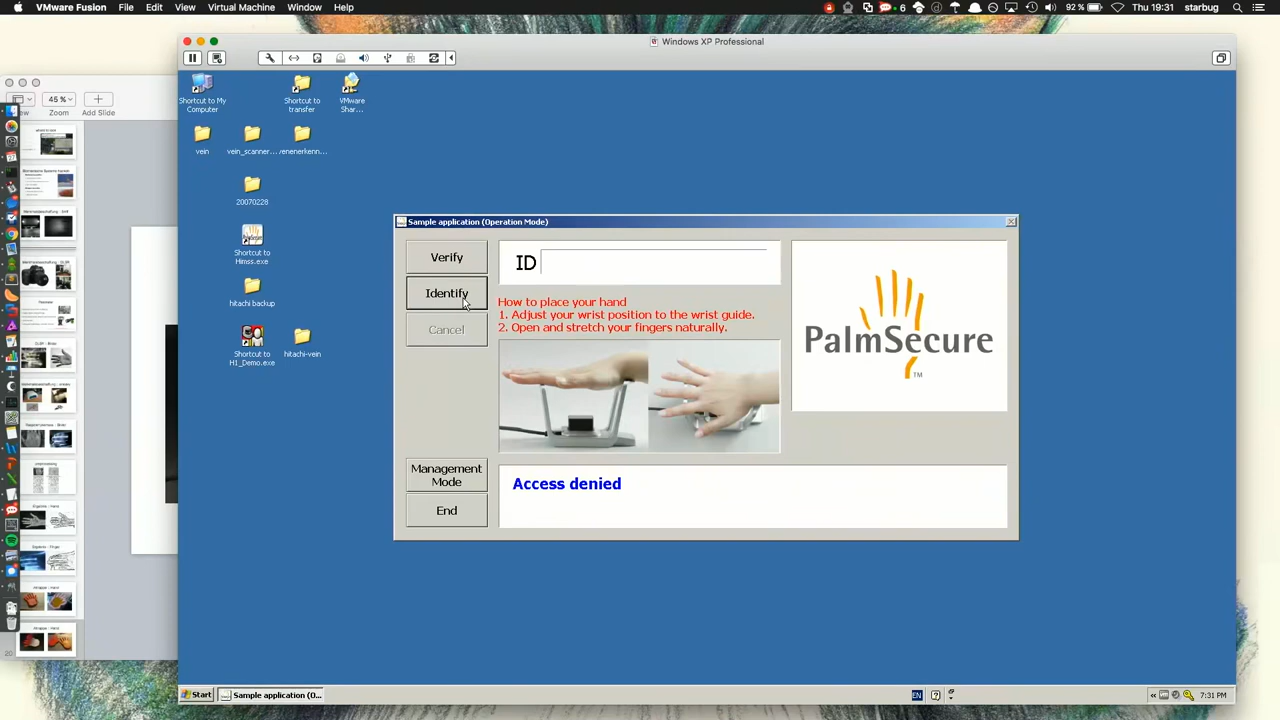 VMware Fusion File Edit View Virtual Machine Window Help
6 92 % Thu 19:31 starbug
Windows XP Professional
45 %
Zoom Add Slide
Shortcut to My
Computer
Shortcut to
transfer
VMware
Shar...
vein
vein_scanner...
20070228
Shortcut to
Himss.exe
hitachi backup
Shortcut to
H1_Demo.exe
hitachi-vein
Sample application (Operation Mode)
Verify
Identify
Cancel
Management
Mode
End
ID
How to place your hand
1. Adjust your wrist position to the wrist guide.
2. Open and stretch your fingers naturally.
PalmSecure
TM
Access denied
Start
Sample application (O...
EN
7:31 PM